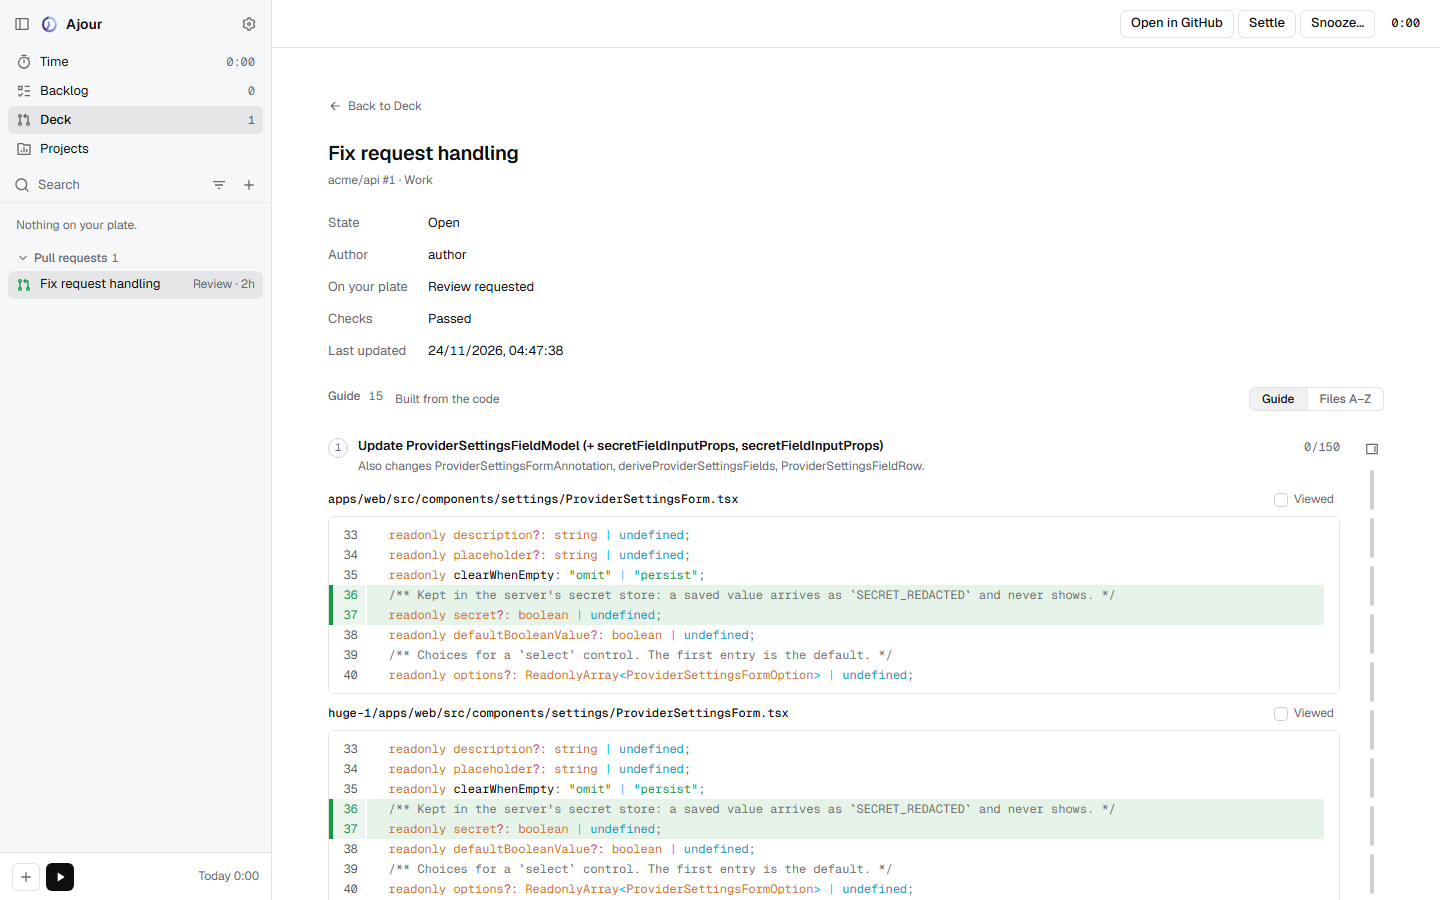 Ajour
Time 0:00
Backlog 0
Deck 1
Projects
Search
Nothing on your plate.
Pull requests 1
Fix request handling Review · 2h
Today 0:00
Open in GitHub Settle Snooze... 0:00
Back to Deck
Fix request handling
acme/api #1 · Work
State Open
Author author
On your plate Review requested
Checks Passed
Last updated 24/11/2026, 04:47:38
Guide 15 Built from the code Guide Files A–Z
1 Update ProviderSettingsFieldModel (+ secretFieldInputProps, secretFieldInputProps) 0/150
Also changes ProviderSettingsFormAnnotation, deriveProviderSettingsFields, ProviderSettingsFieldRow.
apps/web/src/components/settings/ProviderSettingsForm.tsx Viewed
33 readonly description?: string | undefined;
34 readonly placeholder?: string | undefined;
35 readonly clearWhenEmpty: "omit" | "persist";
36 /** Kept in the server's secret store: a saved value arrives as `SECRET_REDACTED` and never shows. */
37 readonly secret?: boolean | undefined;
38 readonly defaultBooleanValue?: boolean | undefined;
39 /** Choices for a `select` control. The first entry is the default. */
40 readonly options?: ReadonlyArray<ProviderSettingsFormOption> | undefined;
huge-1/apps/web/src/components/settings/ProviderSettingsForm.tsx Viewed
33 readonly description?: string | undefined;
34 readonly placeholder?: string | undefined;
35 readonly clearWhenEmpty: "omit" | "persist";
36 /** Kept in the server's secret store: a saved value arrives as `SECRET_REDACTED` and never shows. */
37 readonly secret?: boolean | undefined;
38 readonly defaultBooleanValue?: boolean | undefined;
39 /** Choices for a `select` control. The first entry is the default. */
40 readonly options?: ReadonlyArray<ProviderSettingsFormOption> | undefined;